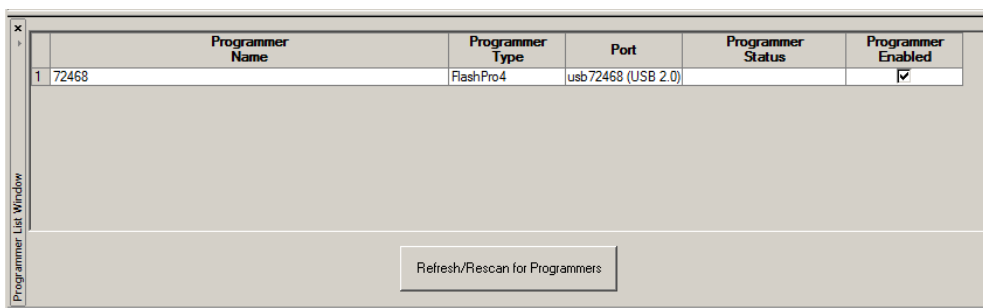 Programmer Name Programmer Type Port Programmer Status Programmer Enabled
1 72468 FlashPro4 usb72468 (USB 2.0)
Refresh/Rescan for Programmers
Programmer List Window